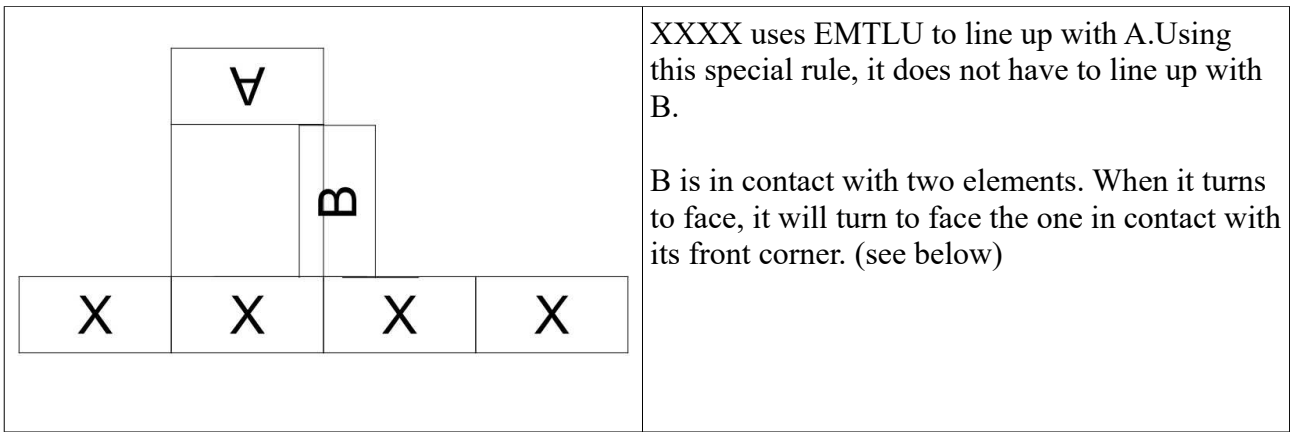 A
B
X X X X
XXXX uses EMTLU to line up with A.Using
this special rule, it does not have to line up with
B.
B is in contact with two elements. When it turns
to face, it will turn to face the one in contact with
its front corner. (see below)